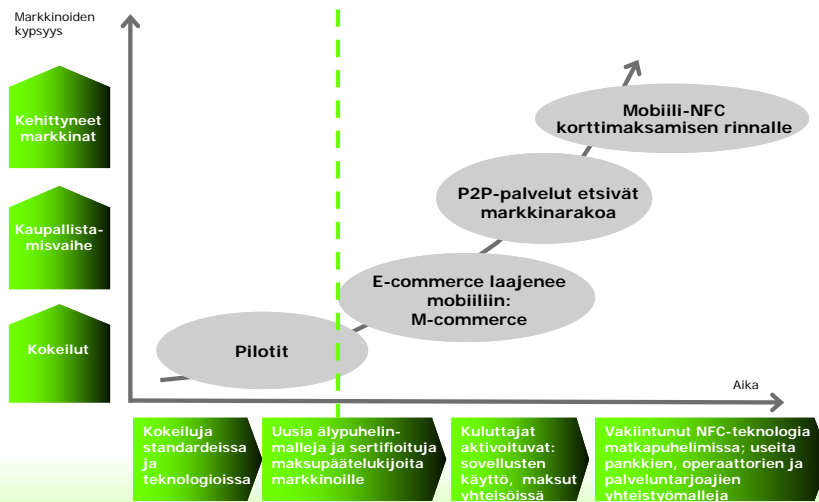 Markkinoiden
kypsyys
Kehittyneet
markkinat
Mobiili-NFC
korttimaksamisen rinnalle
P2P-palvelut etsivät
markkinarakoa
Kaupallista-
misvaihe
E-commerce laajenee
mobiiliin:
M-commerce
Kokeilut
Pilotit
Aika
Kokeiluja
standardeissa
ja
teknologioissa
Uusia älypuhelin-
malleja ja sertifioituja
maksupäätelukijoita
markkinoille
Kuluttajat
aktivoituvat:
sovellusten
käyttö, maksut
yhteisöissä
Vakiintunut NFC-teknologia
matkapuhelimissa; useita
pankkien, operaattorien ja
palveluntarjoajien
yhteistyömalleja